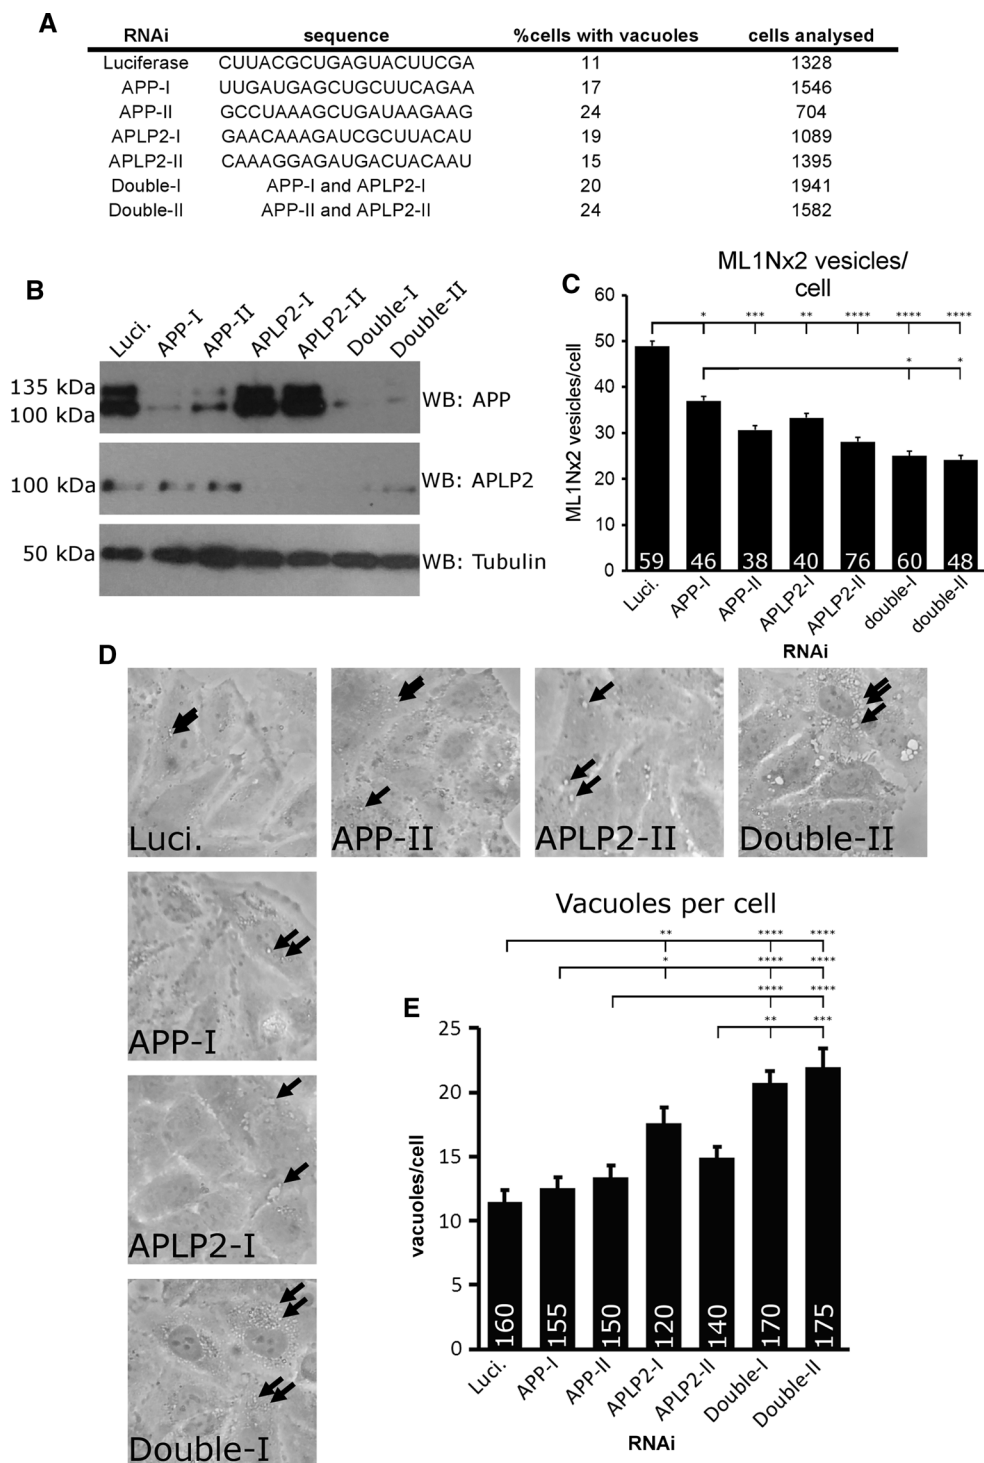 A
RNAi sequence %cells with vacuoles cells analysed
Luciferase CUUACGCUGAGUACUUCGA 11 1328
APP-I UUGAUGAGCUGCUUCAGAA 17 1546
APP-II GCCUAAAGCUGAUAAGAAG 24 704
APLP2-I GAACAAAGAUCGCUUACAU 19 1089
APLP2-II CAAAGGAGAUGACUACAAU 15 1395
Double-I APP-I and APLP2-I 20 1941
Double-II APP-II and APLP2-II 24 1582
B
Luci. APP-I APP-II APLP2-I APLP2-II Double-I Double-II
135 kDa
100 kDa
WB: APP
100 kDa
WB: APLP2
50 kDa
WB: Tubulin
C
ML1Nx2 vesicles/
cell
* *** ** **** **** ****
* *
ML1Nx2 vesicles/cell
60
50
40
30
20
10
0
59 46 38 40 76 60 48
Luci. APP-I APP-II APLP2-I APLP2-II double-I double-II
RNAi
D
Luci.
APP-II
APLP2-II
Double-II
APP-I
APLP2-I
Double-I
E
Vacuoles per cell
** **** ****
* **** ****
**** ****
** ***
vacuoles/cell
25
20
15
10
5
0
160 155 150 120 140 170 175
Luci. APP-I APP-II APLP2-I APLP2-II Double-I Double-II
RNAi